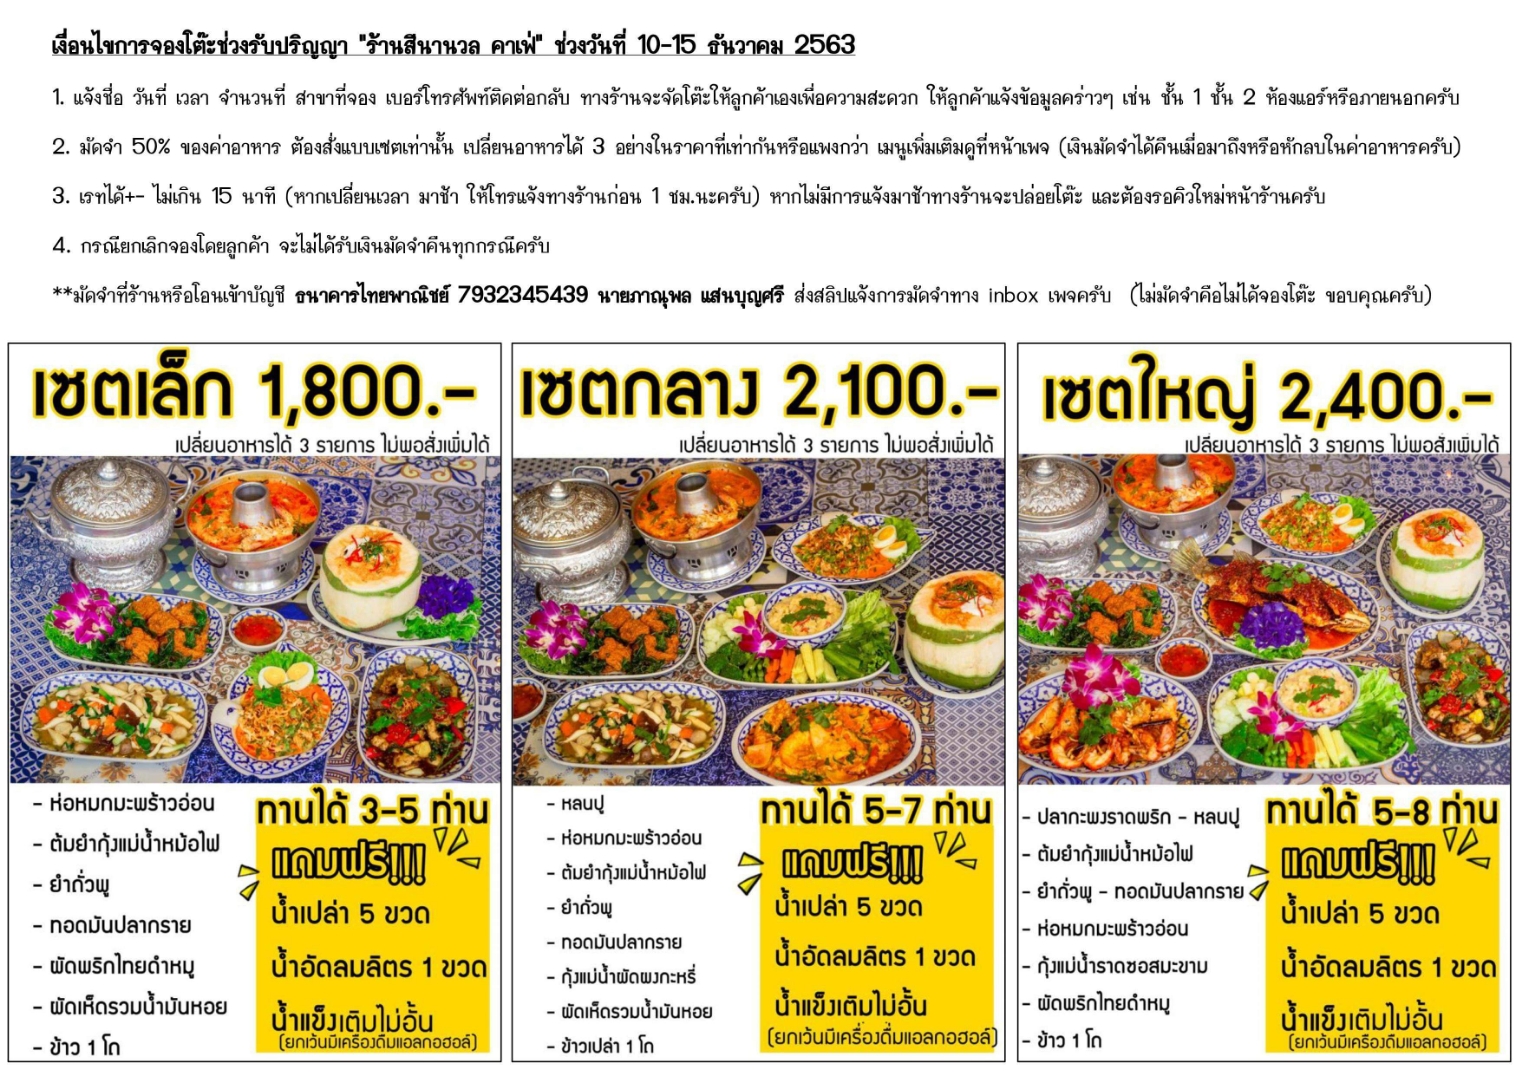 เงื่อนไขการจองโต๊ะช่วงรับปริญญา "ร้านสีนานวล คาเฟ่" ช่วงวันที่ 10-15 ธันวาคม 2563
1. แจ้งชื่อ วันที่ เวลา จำนวนที่ สาขาที่จอง เบอร์โทรศัพท์ติดต่อกลับ ทางร้านจะจัดโต๊ะให้ลูกค้าเองเพื่อความสะดวก ให้ลูกค้าแจ้งข้อมูลคร่าวๆ เช่น ชั้น 1 ชั้น 2 ห้องแอร์หรือภายนอกครับ
2. มัดจำ 50% ของค่าอาหาร ต้องสั่งแบบเซตเท่านั้น เปลี่ยนอาหารได้ 3 อย่างในราคาที่เท่ากันหรือแพงกว่า เมนูเพิ่มเติมดูที่หน้าเพจ (เงินมัดจำได้คืนเมื่อมาถึงหรือหักลบในค่าอาหารครับ)
3. เรทได้+- ไม่เกิน 15 นาที (หากเปลี่ยนเวลา มาช้า ให้โทรแจ้งทางร้านก่อน 1 ชม.นะครับ) หากไม่มีการแจ้งมาช้าทางร้านจะปล่อยโต๊ะ และต้องรอคิวใหม่หน้าร้านครับ
4. กรณียกเลิกจองโดยลูกค้า จะไม่ได้รับเงินมัดจำคืนทุกกรณีครับ
**มัดจำที่ร้านหรือโอนเข้าบัญชี ธนาคารไทยพาณิชย์ 7932345439 นายภาณุพล แสนบุญศรี ส่งสลิปแจ้งการมัดจำทาง inbox เพจครับ (ไม่มัดจำคือไม่ได้จองโต๊ะ ขอบคุณครับ)
เซตเล็ก 1,800.-
เปลี่ยนอาหารได้ 3 รายการ ไม่พอสั่งเพิ่มได้
- ห่อหมกมะพร้าวอ่อน
- ต้มยำกุ้งแม่น้ำหม้อไฟ
- ยำถั่วพู
- ทอดมันปลากราย
- ผัดพริกไทยดำหมู
- ผัดเห็ดรวมน้ำมันหอย
- ข้าว 1 โถ
ทานได้ 3-5 ท่าน
แถมฟรี!!!
น้ำเปล่า 5 ขวด
น้ำอัดลมลิตร 1 ขวด
น้ำแข็งเติมไม่อั้น
(ยกเว้นมีเครื่องดื่มแอลกอฮอล์)
เซตกลาง 2,100.-
เปลี่ยนอาหารได้ 3 รายการ ไม่พอสั่งเพิ่มได้
- หลนปู
- ห่อหมกมะพร้าวอ่อน
- ต้มยำกุ้งแม่น้ำหม้อไฟ
- ยำถั่วพู
- ทอดมันปลากราย
- กุ้งแม่น้ำผัดผงกะหรี่
- ผัดเห็ดรวมน้ำมันหอย
- ข้าวเปล่า 1 โถ
ทานได้ 5-7 ท่าน
แถมฟรี!!!
น้ำเปล่า 5 ขวด
น้ำอัดลมลิตร 1 ขวด
น้ำแข็งเติมไม่อั้น
(ยกเว้นมีเครื่องดื่มแอลกอฮอล์)
เซตใหญ่ 2,400.-
เปลี่ยนอาหารได้ 3 รายการ ไม่พอสั่งเพิ่มได้
- ปลากะพงราดพริก - หลนปู
- ต้มยำกุ้งแม่น้ำหม้อไฟ
- ยำถั่วพู - ทอดมันปลากราย
- ห่อหมกมะพร้าวอ่อน
- กุ้งแม่น้ำราดซอสมะขาม
- ผัดพริกไทยดำหมู
- ข้าว 1 โถ
ทานได้ 5-8 ท่าน
แถมฟรี!!!
น้ำเปล่า 5 ขวด
น้ำอัดลมลิตร 1 ขวด
น้ำแข็งเติมไม่อั้น
(ยกเว้นมีเครื่องดื่มแอลกอฮอล์)